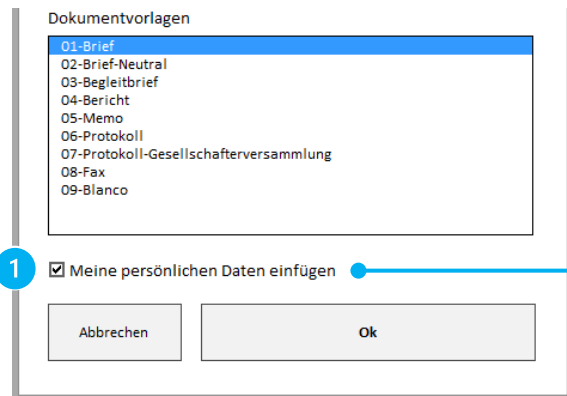 Dokumentvorlagen
01-Brief
02-Brief-Neutral
03-Begleitbrief
04-Bericht
05-Memo
06-Protokoll
07-Protokoll-Gesellschafterversammlung
08-Fax
09-Blanco
1 Meine persönlichen Daten einfügen
Abbrechen Ok